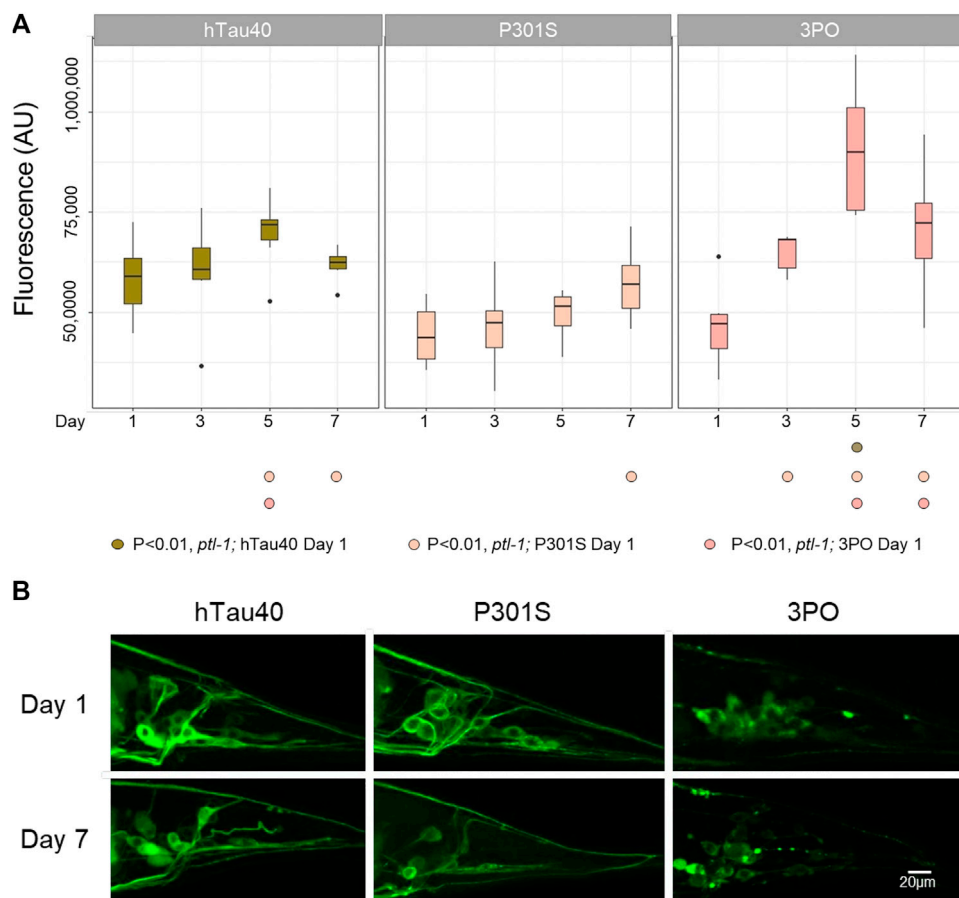 A
hTau40 P301S 3PO
Fluorescence (AU)
1,000,000
75,000
50,0000
Day 1 3 5 7 1 3 5 7 1 3 5 7
P<0.01, ptl-1; hTau40 Day 1 P<0.01, ptl-1; P301S Day 1 P<0.01, ptl-1; 3PO Day 1
B
hTau40 P301S 3PO
Day 1
Day 7
20µm